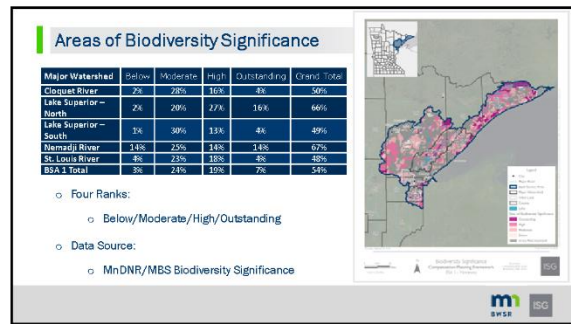 Areas of Biodiversity Significance
Major Watershed Below Moderate High Outstanding Grand Total
Cloquet River 2% 28% 16% 4% 50%
Lake Superior –
North 2% 20% 27% 16% 66%
Lake Superior –
South 1% 30% 13% 4% 49%
Nemadji River 14% 25% 14% 14% 67%
St. Louis River 4% 23% 18% 4% 48%
BSA 1 Total 3% 24% 19% 7% 54%
o Four Ranks:
o Below/Moderate/High/Outstanding
o Data Source:
o MnDNR/MBS Biodiversity Significance
Biodiversity Significance
ISG
mn
BWSR
ISG